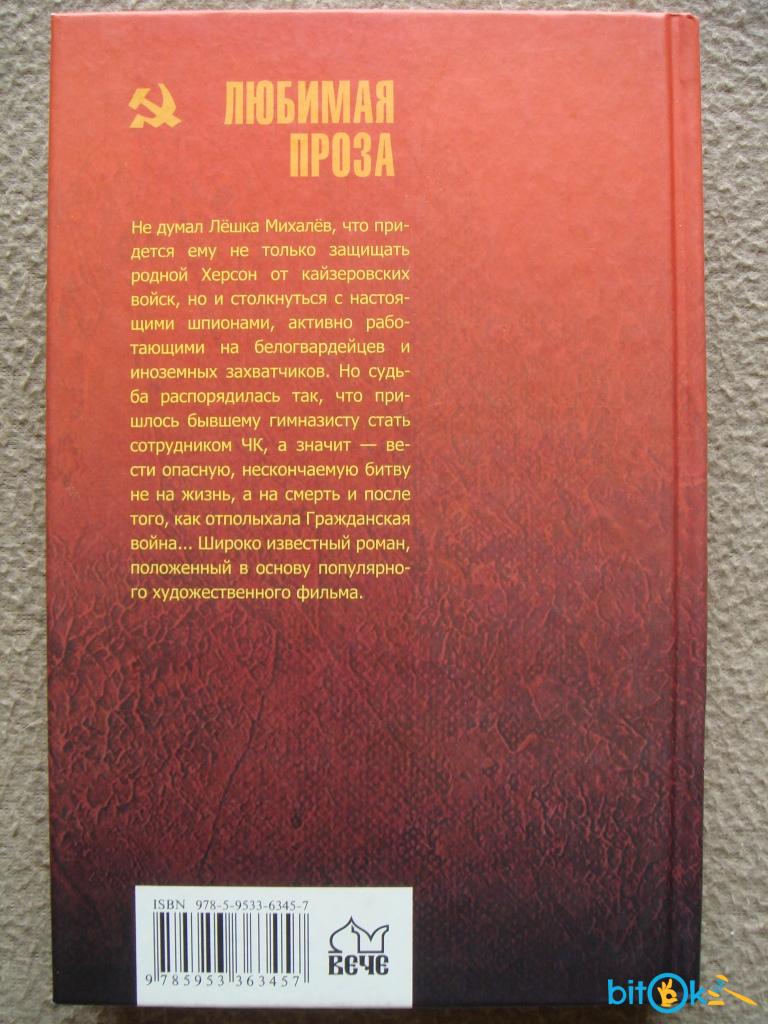 ЛЮБИМАЯ
ПРОЗА
Не думал Лёшка Михалёв, что при-
дется ему не только защищать
родной Херсон от кайзеровских
войск, но и столкнуться с настоя-
щими шпионами, активно рабо-
тающими на белогвардейцев и
иноземных захватчиков. Но судь-
ба распорядилась так, что при-
шлось бывшему гимназисту стать
сотрудником ЧК, а значит — ве-
сти опасную, нескончаемую битву
не на жизнь, а на смерть и после
того, как отполыхала Гражданская
война... Широко известный роман,
положенный в основу популярно-
го художественного фильма.
ISBN 978-5-9533-6345-7
9 785953 363457
ВЕЧЕ
bitOk